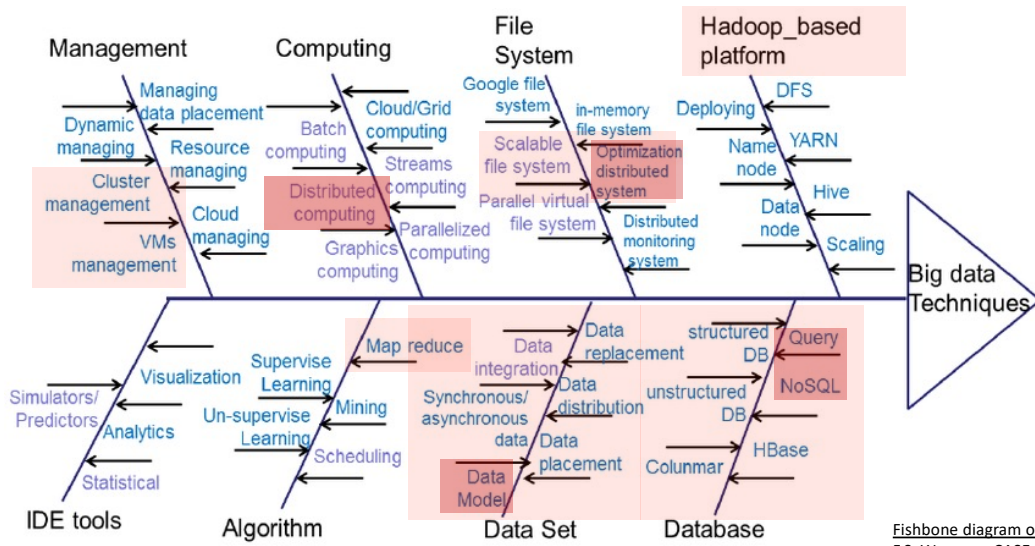 Management
Managing
data placement
Dynamic
managing
Resource
managing
Cluster
management
Cloud
managing
VMs
management
Computing
Cloud/Grid
computing
Batch
computing
Streams
computing
Distributed
computing
Parallelized
computing
Graphics
computing
File
System
Google file
system
in-memory
file system
Scalable
file system
Optimization
distributed
system
Parallel virtual
file system
Distributed
monitoring
system
Hadoop_based
platform
DFS
Deploying
YARN
Name
node
Hive
Data
node
Scaling
Big data
Techniques
Visualization
Simulators/
Predictors
Analytics
Statistical
IDE tools
Map reduce
Supervise
Learning
Mining
Un-supervise
Learning
Scheduling
Algorithm
Data
replacement
Data
integration
Data
distribution
Synchronous/
asynchronous
data
Data
placement
Data
Model
Data Set
structured
DB
Query
NoSQL
unstructured
DB
HBase
Colunmar
Database
Fishbone diagram